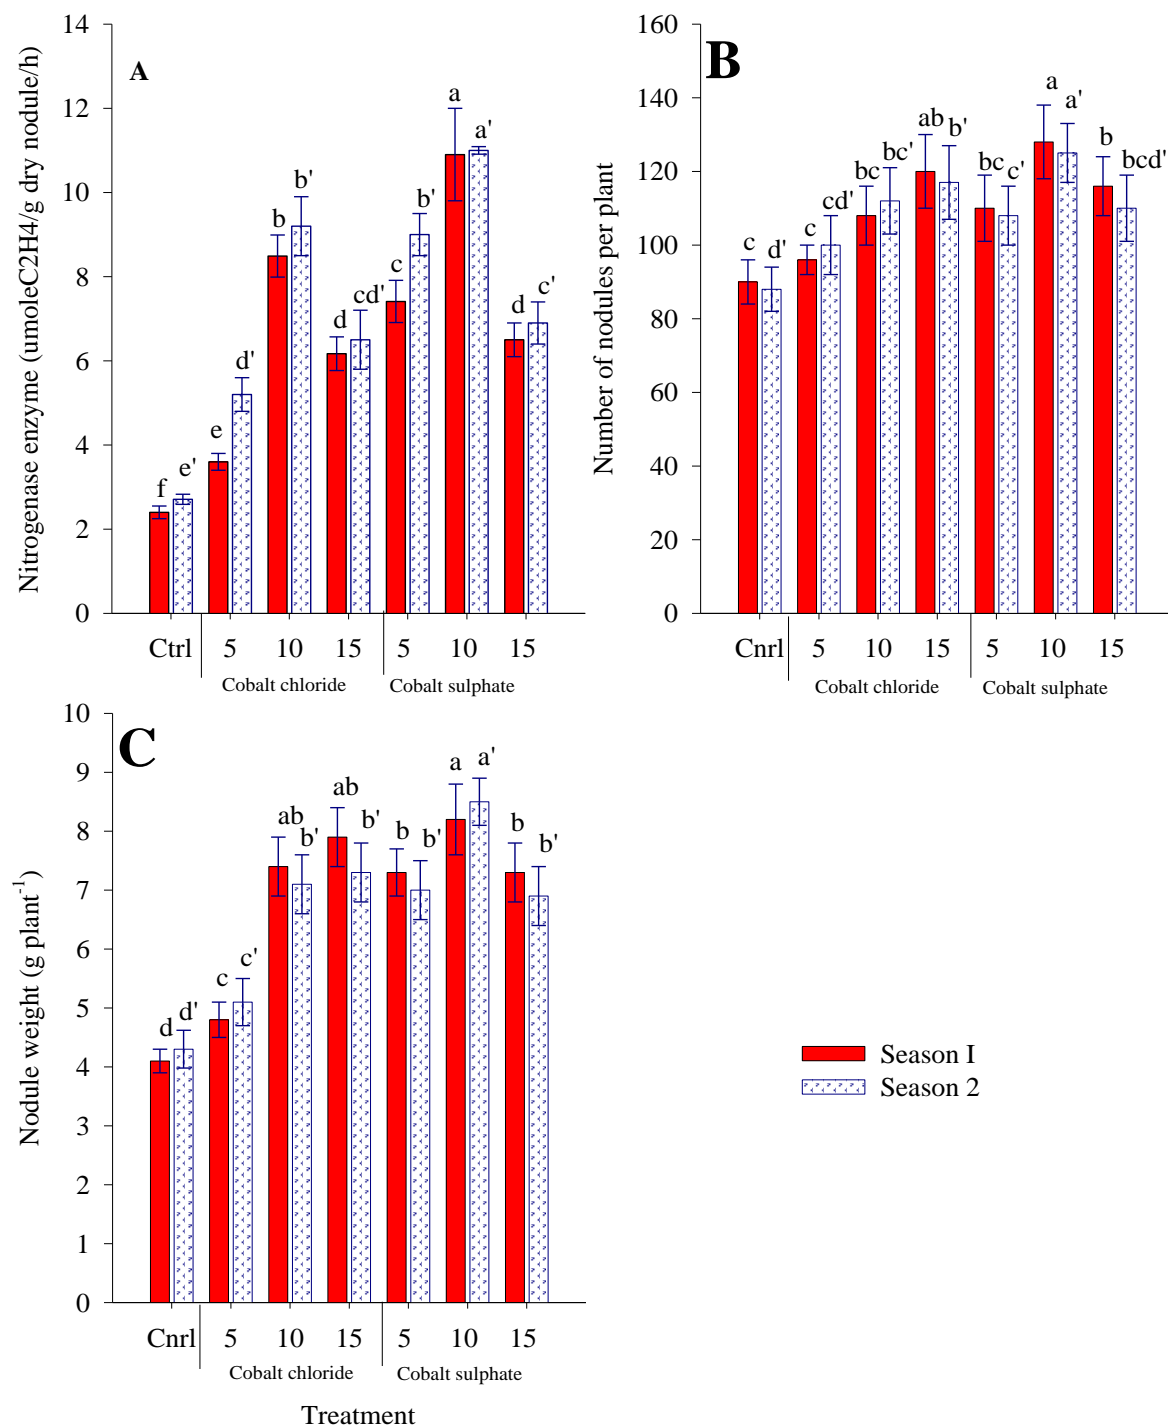 A
Nitrogenase enzyme (umoleC2H4/g dry nodule/h)
14
12
10
8
6
4
2
0
f e' e d' b b' d cd' c b' a a' d c'
Ctrl 5 10 15 5 10 15
Cobalt chloride Cobalt sulphate
B
Number of nodules per plant
160
140
120
100
80
60
40
20
0
c d' c cd' bc bc' ab b' bc c' a a' b bcd'
Cnrl 5 10 15 5 10 15
Cobalt chloride Cobalt sulphate
C
Nodule weight (g plant⁻¹)
10
9
8
7
6
5
4
3
2
1
0
d d' c c' ab b' ab b' b b' a a' b b'
Cnrl 5 10 15 5 10 15
Cobalt chloride Cobalt sulphate
Treatment
Season I
Season 2